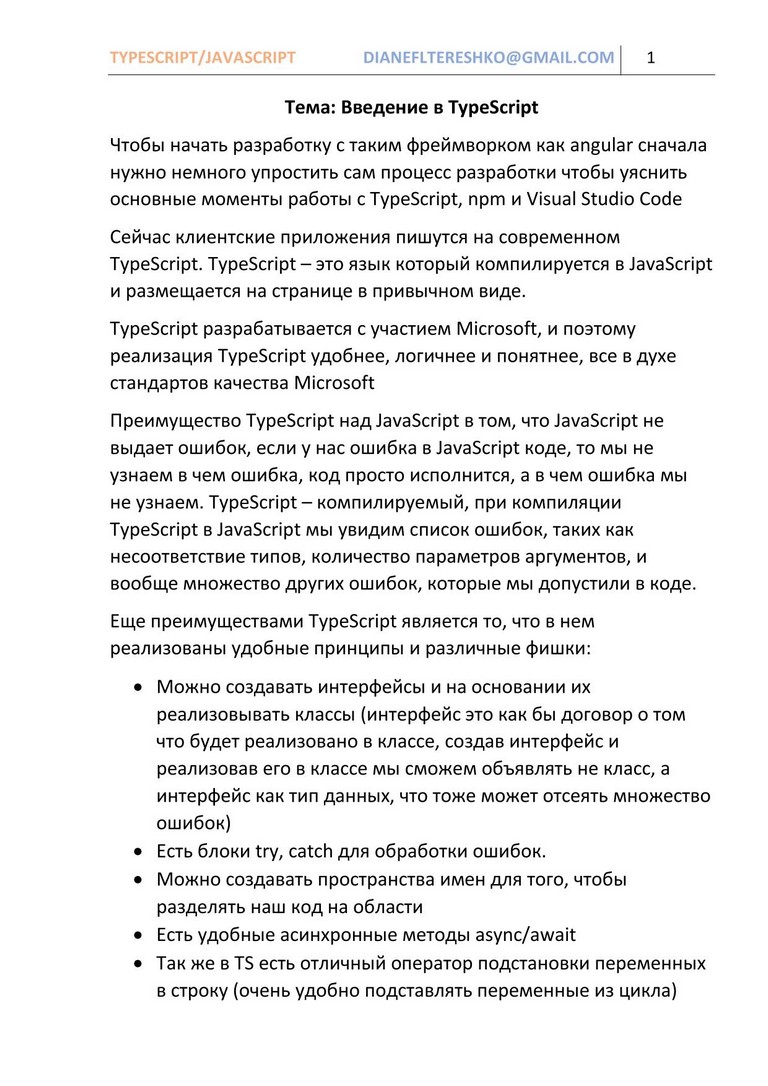 TYPESCRIPT/JAVASCRIPT DIANEFLTERESHKO@GMAIL.COM 1
Тема: Введение в TypeScript
Чтобы начать разработку с таким фреймворком как angular сначала
нужно немного упростить сам процесс разработки чтобы уяснить
основные моменты работы с TypeScript, npm и Visual Studio Code
Сейчас клиентские приложения пишутся на современном
TypeScript. TypeScript – это язык который компилируется в JavaScript
и размещается на странице в привычном виде.
TypeScript разрабатывается с участием Microsoft, и поэтому
реализация TypeScript удобнее, логичнее и понятнее, все в духе
стандартов качества Microsoft
Преимущество TypeScript над JavaScript в том, что JavaScript не
выдает ошибок, если у нас ошибка в JavaScript коде, то мы не
узнаем в чем ошибка, код просто исполнится, а в чем ошибка мы
не узнаем. TypeScript – компилируемый, при компиляции
TypeScript в JavaScript мы увидим список ошибок, таких как
несоответствие типов, количество параметров аргументов, и
вообще множество других ошибок, которые мы допустили в коде.
Еще преимуществами TypeScript является то, что в нем
реализованы удобные принципы и различные фишки:
• Можно создавать интерфейсы и на основании их
реализовывать классы (интерфейс это как бы договор о том
что будет реализовано в классе, создав интерфейс и
реализовав его в классе мы сможем объявлять не класс, а
интерфейс как тип данных, что тоже может отсеять множество
ошибок)
• Есть блоки try, catch для обработки ошибок.
• Можно создавать пространства имен для того, чтобы
разделять наш код на области
• Есть удобные асинхронные методы async/await
• Так же в TS есть отличный оператор подстановки переменных
в строку (очень удобно подставлять переменные из цикла)